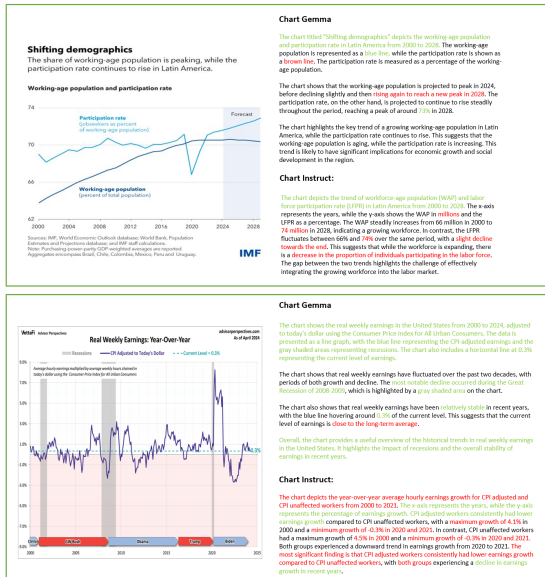 Chart Gemma
The chart titled "Shifting demographics" depicts the working-age population
and participation rate in Latin America from 2000 to 2028. The working-age
population is represented as a blue line, while the participation rate is shown as
a brown line. The participation rate is measured as a percentage of the working-
age population.
The chart shows that the working-age population is projected to peak in 2024,
before declining slightly and then rising again to reach a new peak in 2028. The
participation rate, on the other hand, is projected to continue to rise steadily
throughout the period, reaching a peak of around 73% in 2028.
The chart highlights the key trend of a growing working-age population in Latin
America, while the participation rate continues to rise. This suggests that the
working-age population is aging, while the participation rate is increasing. This
trend is likely to have significant implications for economic growth and social
development in the region.
Chart Instruct:
The chart depicts the trend of workforce-age population (WAP) and labor
force participation rate (LFPR) in Latin America from 2000 to 2028. The x-axis
represents the years, while the y-axis shows the WAP in millions and the
LFPR as a percentage. The WAP steadily increases from 66 million in 2000 to
74 million in 2028, indicating a growing workforce. In contrast, the LFPR
fluctuates between 66% and 74% over the same period, with a slight decline
towards the end. This suggests that while the workforce is expanding, there
is a decrease in the proportion of individuals participating in the labor force.
The gap between the two trends highlights the challenge of effectively
integrating the growing workforce into the labor market.
Shifting demographics
The share of working-age population is peaking, while the
participation rate continues to rise in Latin America.
Working-age population and participation rate
74
70
66
62
Forecast
Participation rate
(jobseekers as percent
of working-age population)
Working-age population
(percent of total population)
2000 2004 2008 2012 2016 2020 2024 2028
Sources: IMF, World Economic Outlook database; World Bank, Population
Estimates and Projections database; and IMF staff calculations.
Note: Purchasing-power-parity GDP-weighted averages are reported.
Aggregates encompass Brazil, Chile, Colombia, Mexico, Peru and Uruguay.
IMF
Chart Gemma
The chart shows the real weekly earnings in the United States from 2000 to 2024, adjusted
to today's dollar using the Consumer Price Index for All Urban Consumers. The data is
presented as a line graph, with the blue line representing the CPI-adjusted earnings and the
gray shaded areas representing recessions. The chart also includes a horizontal line at 0.3%
representing the current level of earnings.
The chart shows that real weekly earnings have fluctuated over the past two decades, with
periods of both growth and decline. The most notable decline occurred during the Great
Recession of 2008-2009, which is highlighted by a gray shaded area on the chart.
The chart also shows that real weekly earnings have been relatively stable in recent years,
with the blue line hovering around 0.3% of the current level. This suggests that the current
level of earnings is close to the long-term average.
Overall, the chart provides a useful overview of the historical trends in real weekly earnings
in the United States. It highlights the impact of recessions and the overall stability of
earnings in recent years.
Chart Instruct:
The chart depicts the year-over-year average hourly earnings growth for CPI adjusted and
CPI unaffected workers from 2000 to 2021. The x-axis represents the years, while the y-axis
represents the percentage of earnings growth. CPI adjusted workers consistently had lower
earnings growth compared to CPI unaffected workers, with a maximum growth of 4.1% in
2000 and a minimum growth of -0.3% in 2020 and 2021. In contrast, CPI unaffected workers
had a maximum growth of 4.5% in 2000 and a minimum growth of -0.3% in 2020 and 2021.
Both groups experienced a downward trend in earnings growth from 2020 to 2021. The
most significant finding is that CPI adjusted workers consistently had lower earnings growth
compared to CPI unaffected workers, with both groups experiencing a decline in earnings
growth in recent years.
VettaFi Advisor Perspectives
Real Weekly Earnings: Year-Over-Year
advisorperspectives.com
As of April 2024
Recessions
CPI Adjusted to Today's Dollar
Current Level = 0.3%
Average hourly earnings multiplied by average weekly hours chained to
today's dollar using the Consumer Price Index for All Urban Consumers
0.3%
GW Bush
Obama
Trump
Biden
2000 2005 2010 2015 2020 2025